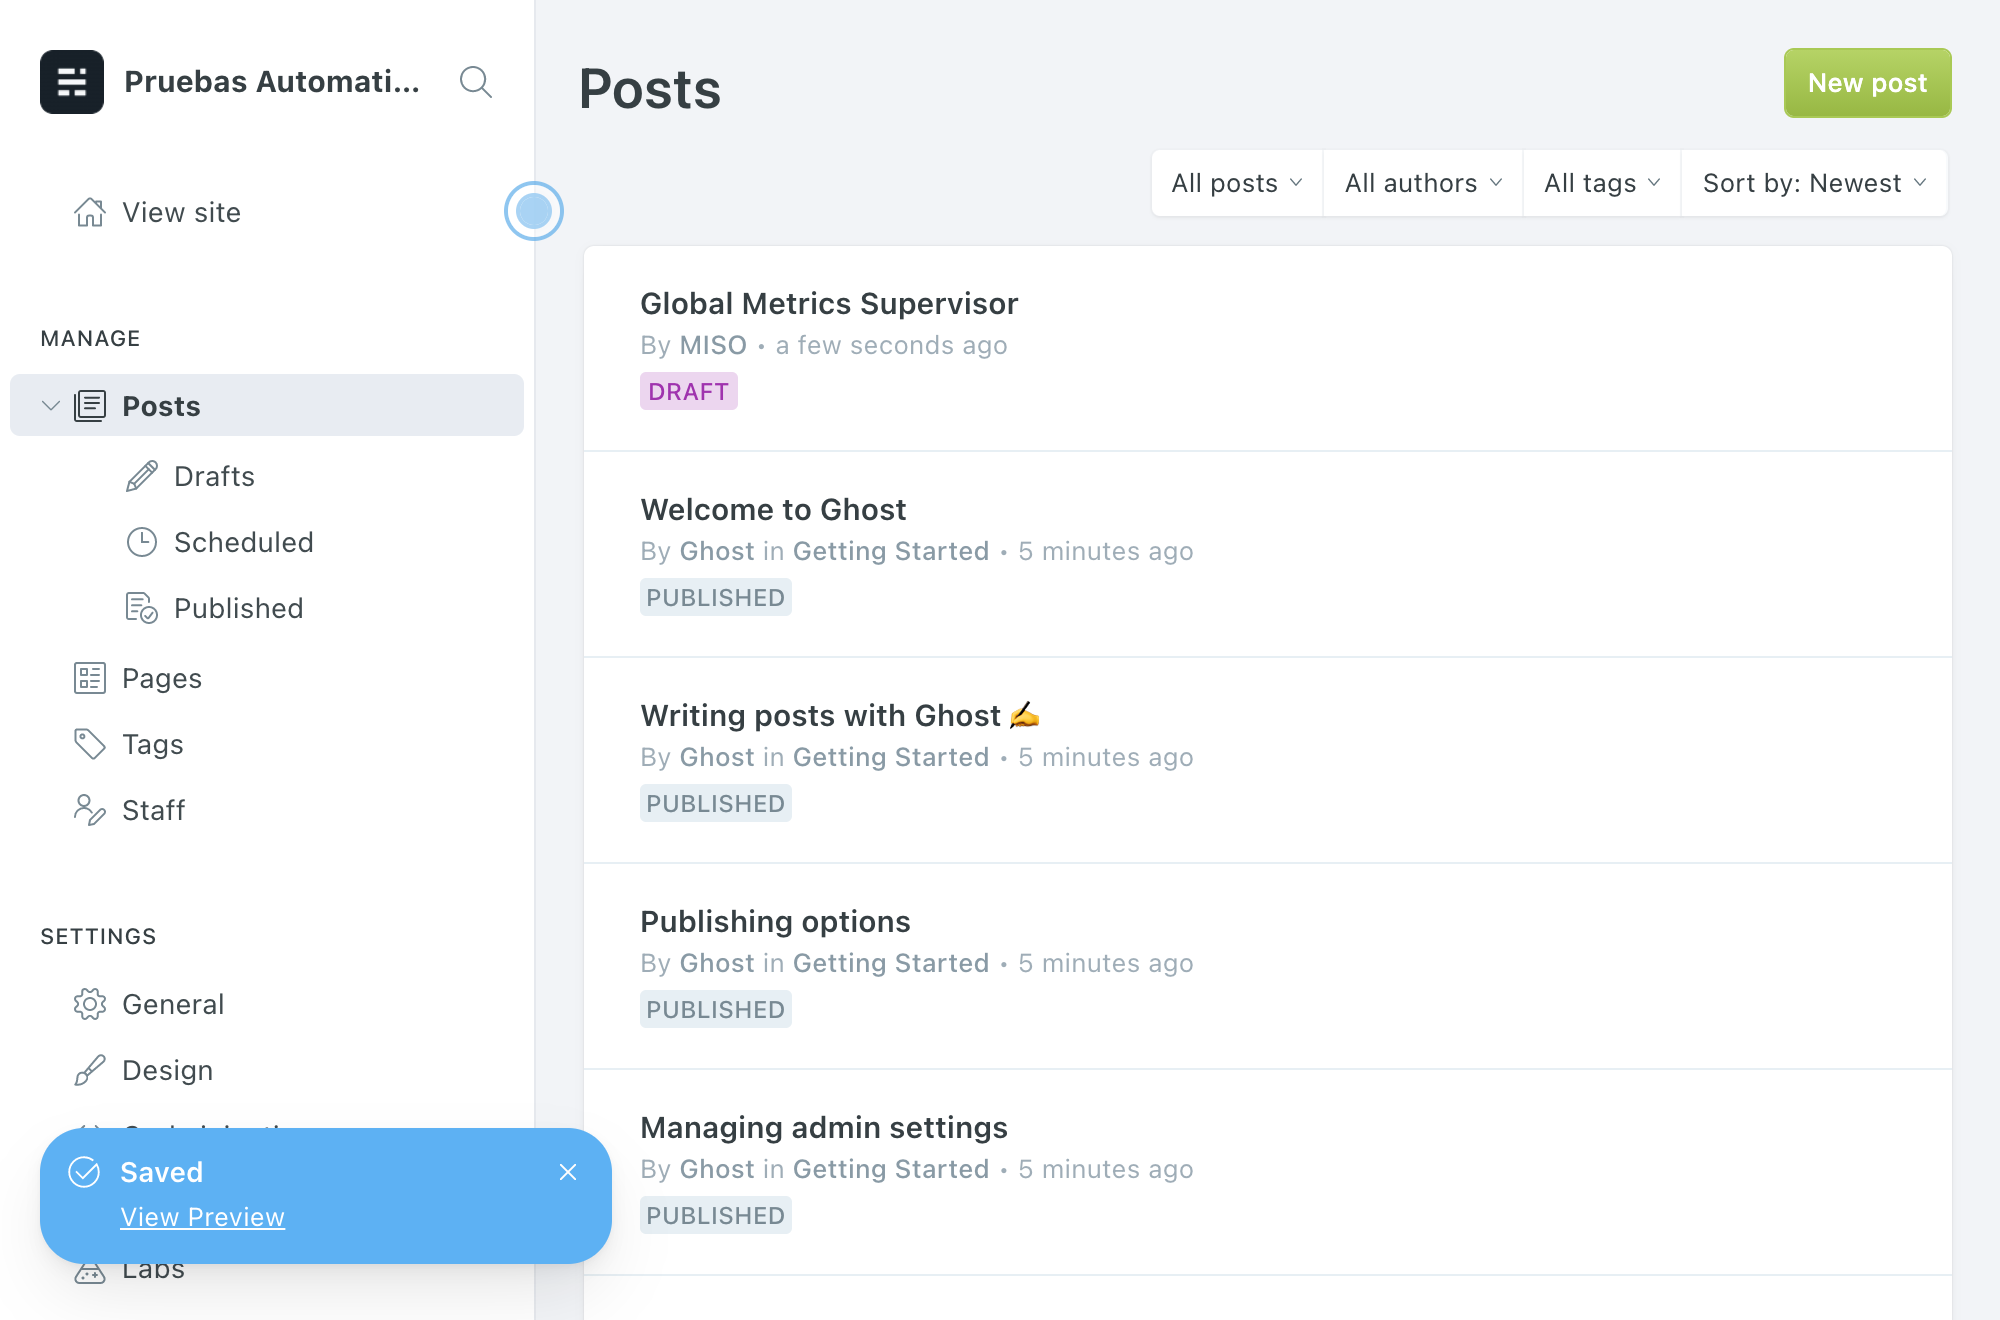 Pruebas Automati...
View site
MANAGE
Posts
Drafts
Scheduled
Published
Pages
Tags
Staff
SETTINGS
General
Design
Saved
View Preview
Labs
Posts
New post
All posts
All authors
All tags
Sort by: Newest
Global Metrics Supervisor
By MISO • a few seconds ago
DRAFT
Welcome to Ghost
By Ghost in Getting Started • 5 minutes ago
PUBLISHED
Writing posts with Ghost ✍️
By Ghost in Getting Started • 5 minutes ago
PUBLISHED
Publishing options
By Ghost in Getting Started • 5 minutes ago
PUBLISHED
Managing admin settings
By Ghost in Getting Started • 5 minutes ago
PUBLISHED